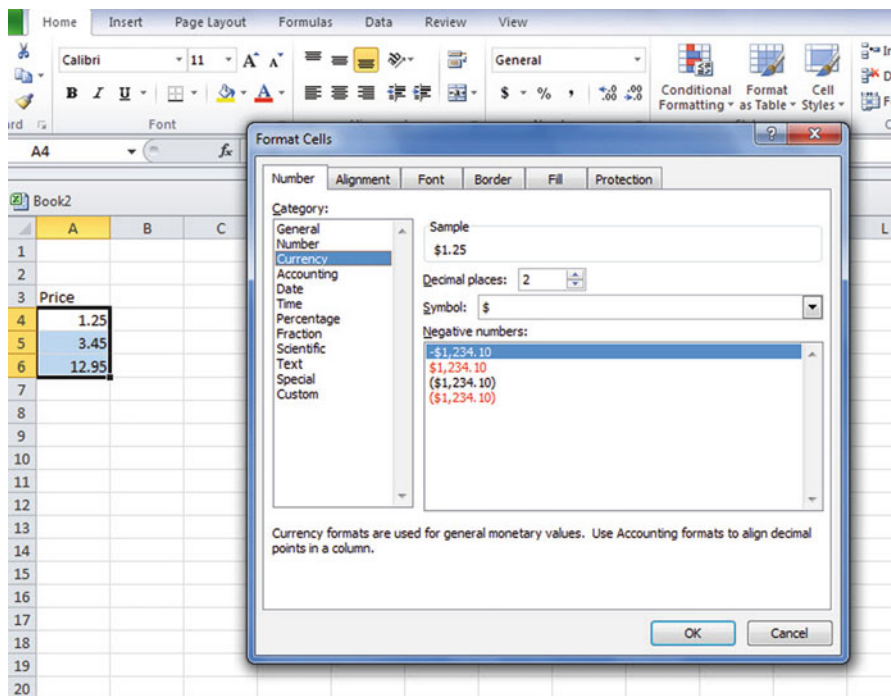 Home Insert Page Layout Formulas Data Review View
Calibri 11 A A General
B I U A $ % , .00 .00 Conditional Formatting as Table Format Cell Styles
Font
A4 fx
Format Cells
Number Alignment Font Border Fill Protection
Book2
A B C L
1
2
3 Price
4 1.25
5 3.45
6 12.95
7
8
9
10
11
12
13
14
15
16
17
18
19
20
Category:
General
Number
Currency
Accounting
Date
Time
Percentage
Fraction
Scientific
Text
Special
Custom
Sample
$1.25
Decimal places: 2
Symbol: $
Negative numbers:
-$1,234.10
$1,234.10
($1,234.10)
($1,234.10)
Currency formats are used for general monetary values. Use Accounting formats to align decimal
points in a column.
OK Cancel